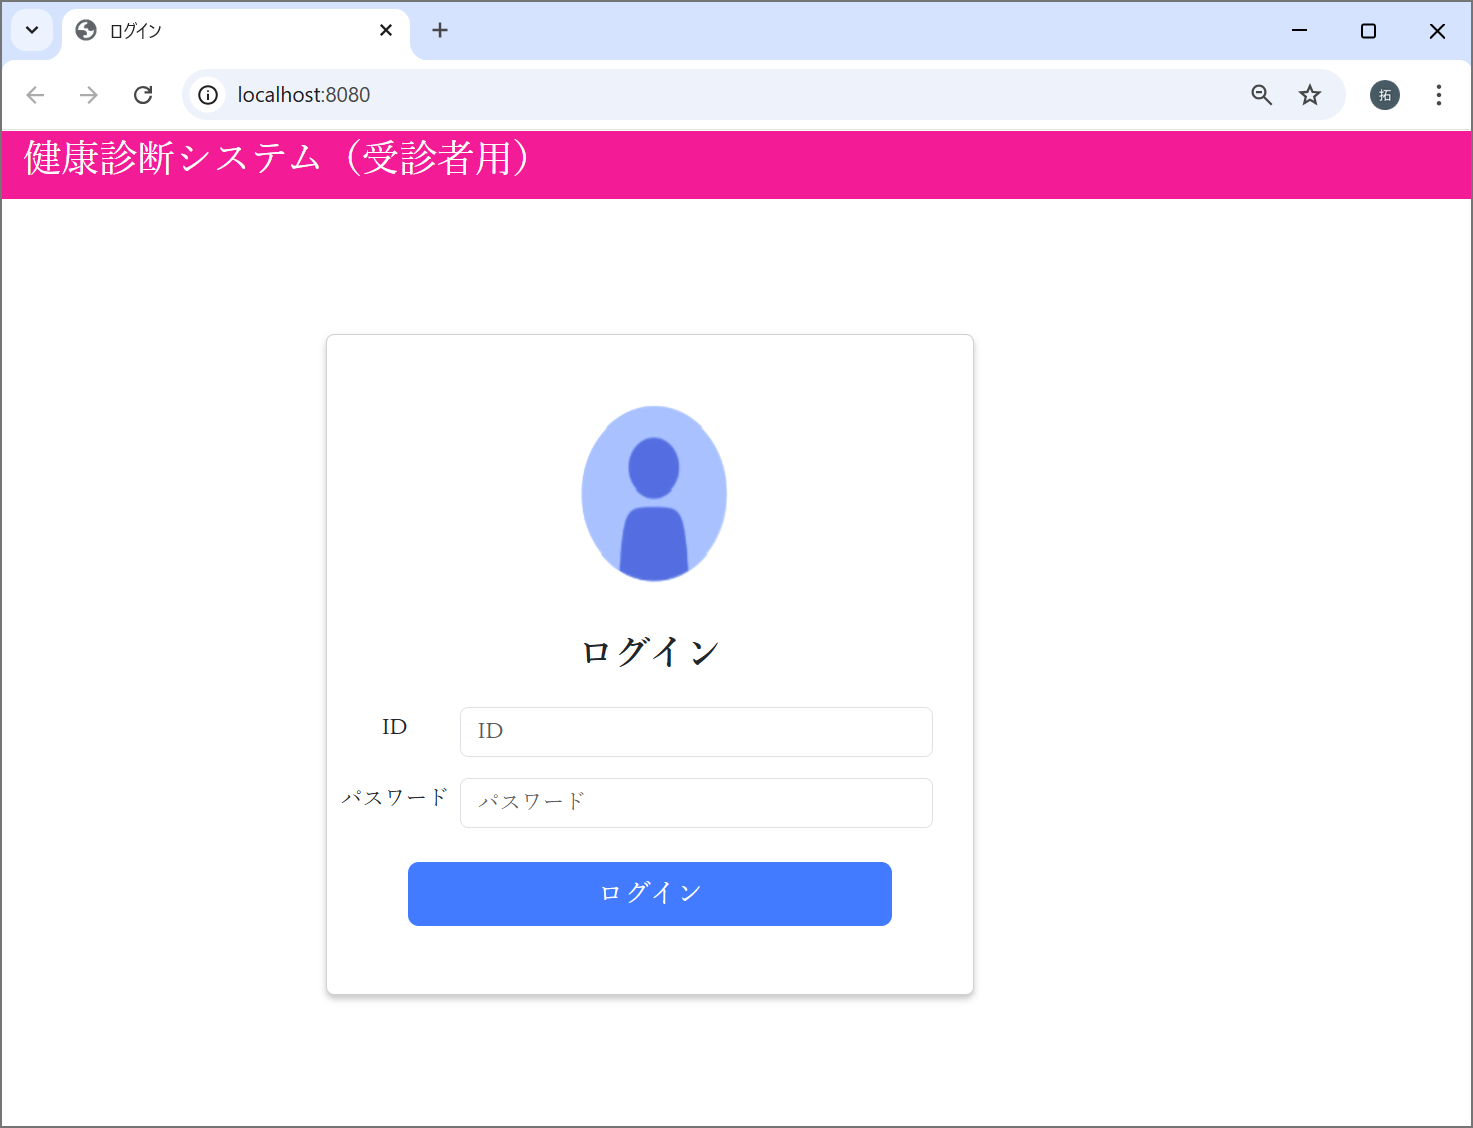 ログイン
localhost:8080
拓
健康診断システム（受診者用）
ログイン
ID ID
パスワード パスワード
ログイン